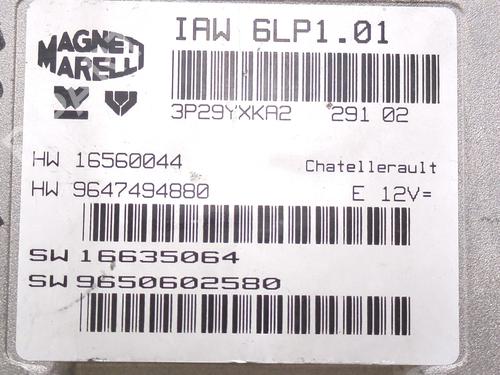 MAGNETI
MARELLI
IAW 6LP1.01
3P29YXKA2 291 02
HW 16560044 Chatellerault
HW 9647494880 E 12V=
SW 16635064
SW 9650602580